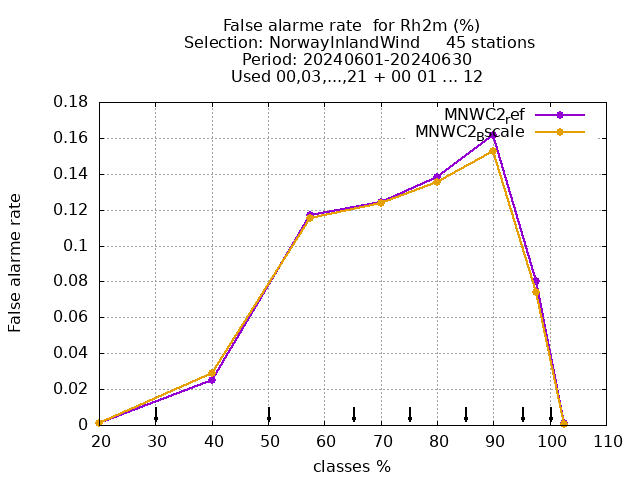 False alarme rate  for Rh2m (%)
Selection: NorwayInlandWind     45 stations
Period: 20240601-20240630
Used 00,03,...,21 + 00 01 ... 12
MNWC2ref
MNWC2Bscale
0.18
0.16
0.14
0.12
0.1
0.08
0.06
0.04
0.02
0
False alarme rate
20 30 40 50 60 70 80 90 100 110
classes %